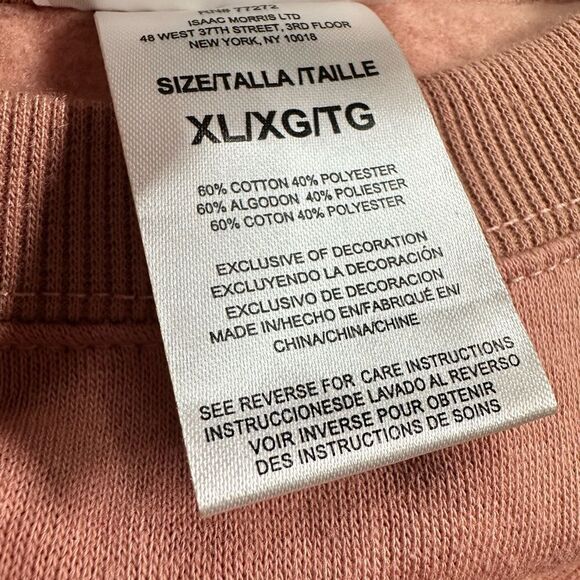 RN# 77272
ISAAC MORRIS LTD
48 WEST 37TH STREET, 3RD FLOOR
NEW YORK, NY 10018
SIZE/TALLA /TAILLE
XL/XG/TG
60% COTTON 40% POLYESTER
60% ALGODON 40% POLIESTER
60% COTON 40% POLYESTER
EXCLUSIVE OF DECORATION
EXCLUYENDO LA DECORACIÓN
EXCLUSIVO DE DECORACION
MADE IN/HECHO EN/FABRIQUÉ EN/
CHINA/CHINA/CHINE
SEE REVERSE FOR CARE INSTRUCTIONS
INSTRUCCIONESDE LAVADO AL REVERSO
VOIR INVERSE POUR OBTENIR
DES INSTRUCTIONS DE SOINS